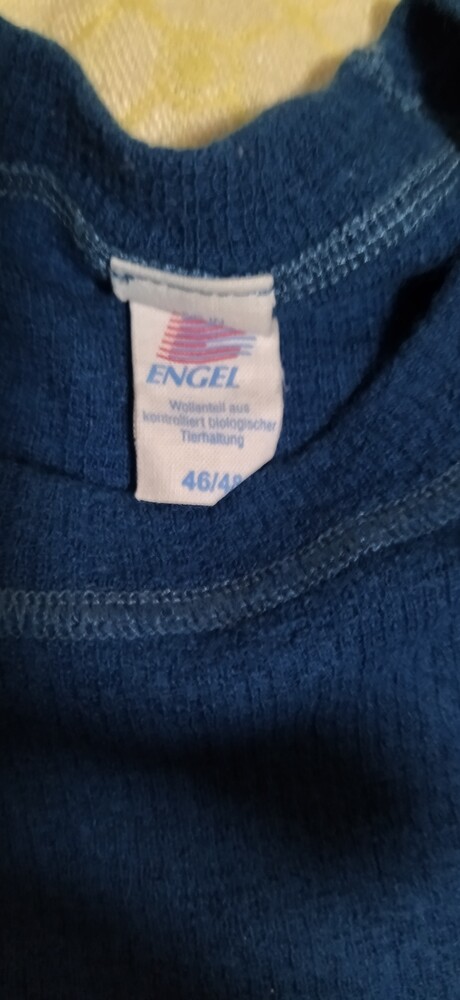 ENGEL
Wollanteil aus
kontrolliert biologischer
Tierhaltung
46/48